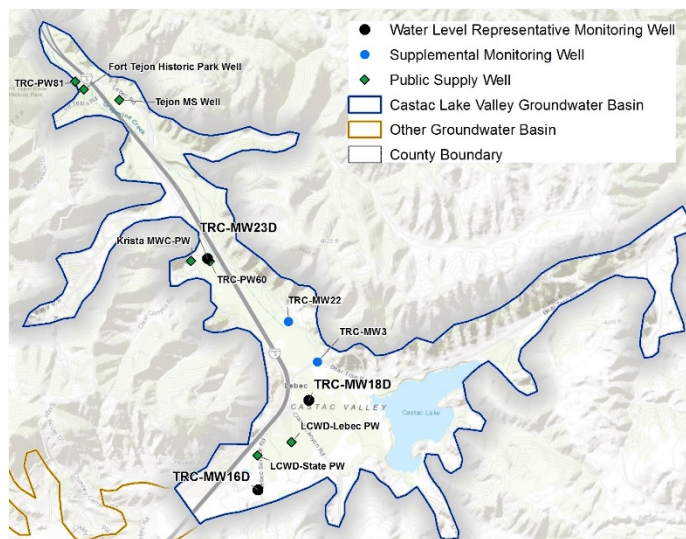 Water Level Representative Monitoring Well
Supplemental Monitoring Well
Public Supply Well
Castac Lake Valley Groundwater Basin
Other Groundwater Basin
County Boundary
Fort Tejon Historic Park Well
TRC-PW81
Tejon MS Well
TRC-MW23D
Krista MWC-PW
TRC-PW60
TRC-MW22
TRC-MW3
5
Lebec
TRC-MW18D
CASTAC VALLEY
Castac Lake
LCWD-Lebec PW
LCWD-State PW
TRC-MW16D